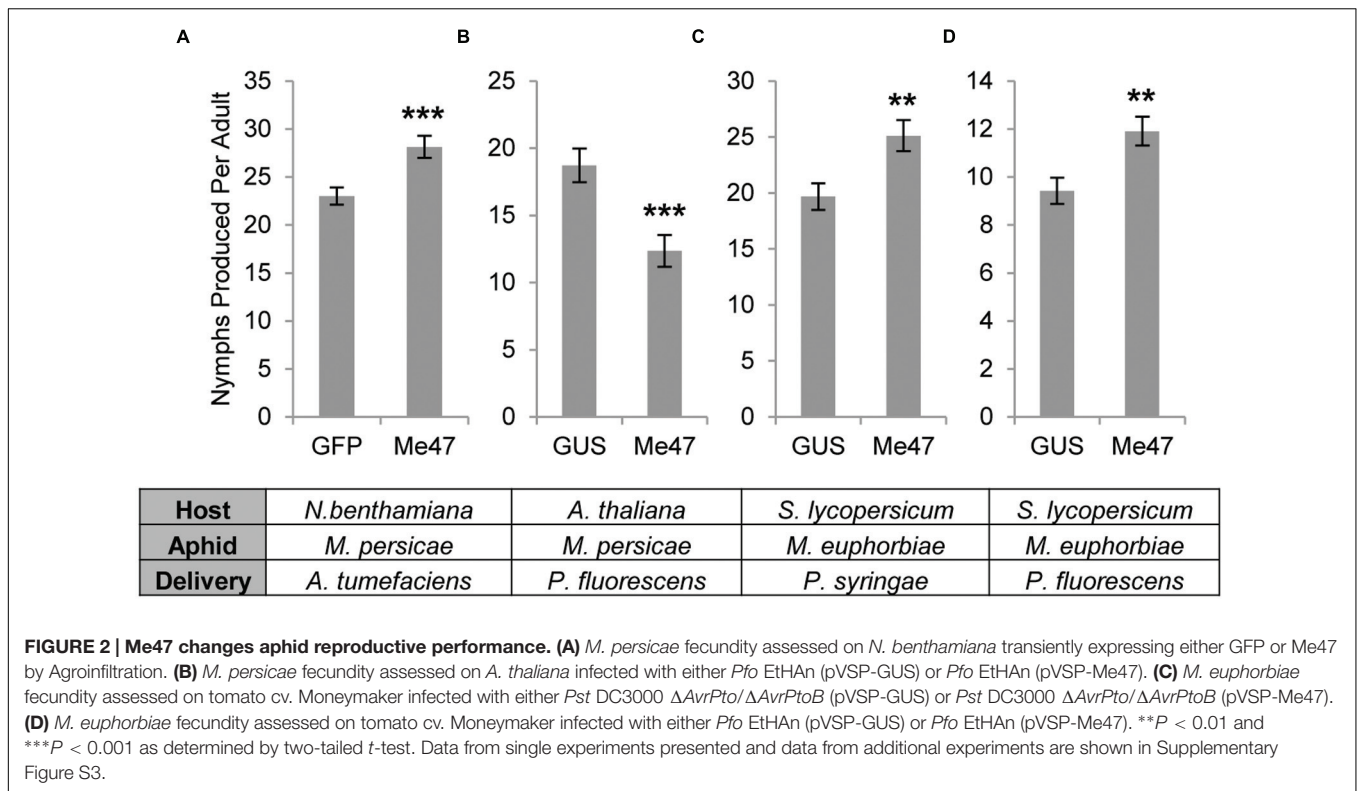 A B C D
Nymphs Produced Per Adult
35
30
25
20
15
10
5
0
***
GFP Me47
25
20
15
10
5
0
***
GUS Me47
30
25
20
15
10
5
0
**
GUS Me47
14
12
10
8
6
4
2
0
**
GUS Me47
Host N.benthamiana A. thaliana S. lycopersicum S. lycopersicum
Aphid M. persicae M. persicae M. euphorbiae M. euphorbiae
Delivery A. tumefaciens P. fluorescens P. syringae P. fluorescens
FIGURE 2 | Me47 changes aphid reproductive performance. (A) M. persicae fecundity assessed on N. benthamiana transiently expressing either GFP or Me47
by Agroinfiltration. (B) M. persicae fecundity assessed on A. thaliana infected with either Pfo EtHAn (pVSP-GUS) or Pfo EtHAn (pVSP-Me47). (C) M. euphorbiae
fecundity assessed on tomato cv. Moneymaker infected with either Pst DC3000 ΔAvrPto/ΔAvrPtoB (pVSP-GUS) or Pst DC3000 ΔAvrPto/ΔAvrPtoB (pVSP-Me47).
(D) M. euphorbiae fecundity assessed on tomato cv. Moneymaker infected with either Pfo EtHAn (pVSP-GUS) or Pfo EtHAn (pVSP-Me47). **P < 0.01 and
***P < 0.001 as determined by two-tailed t-test. Data from single experiments presented and data from additional experiments are shown in Supplementary
Figure S3.